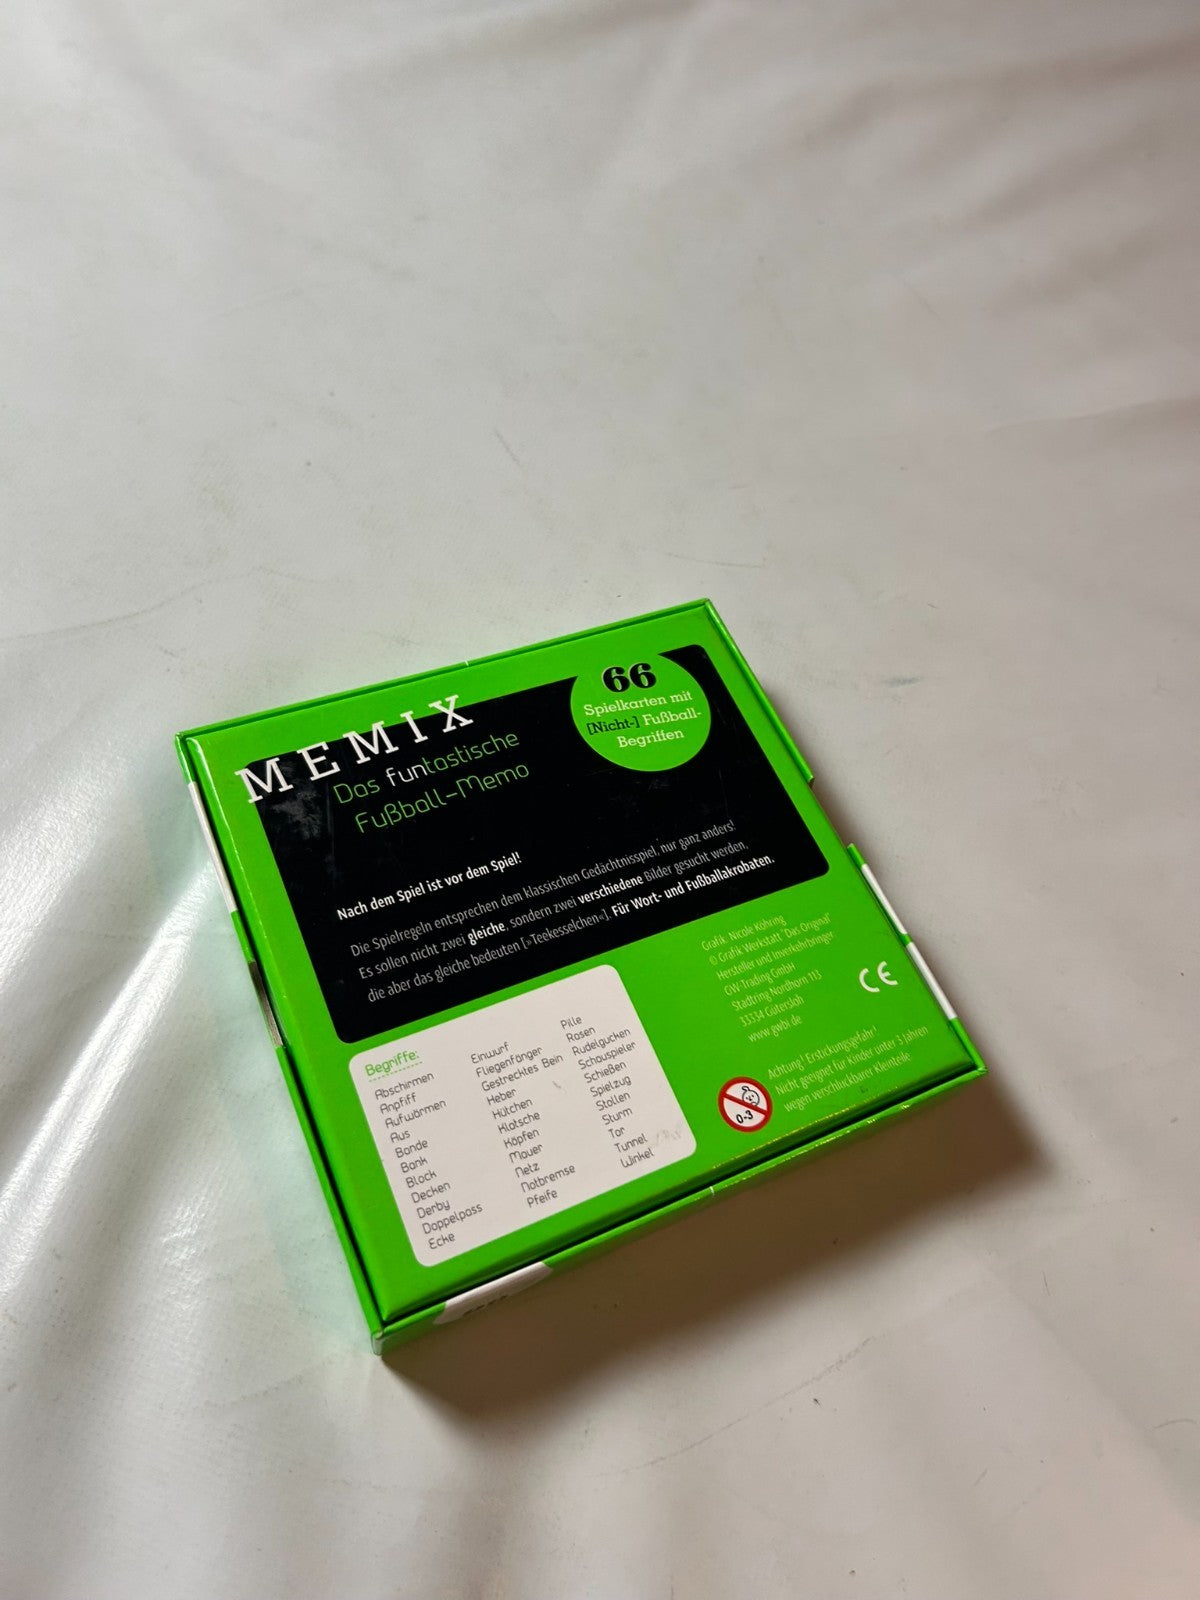 MEMIX
Das funtastische
Fußball-Memo
66
Spielkarten mit
[Nicht-] Fußball-
Begriffen
Nach dem Spiel ist vor dem Spiel!
Die Spielregeln entsprechen dem klassischen Gedächtnisspiel, nur ganz anders!
Es sollen nicht zwei gleiche, sondern zwei verschiedene Bilder gesucht werden,
die aber das gleiche bedeuten [»Teekesselchen«]. Für Wort- und Fußballakrobaten.
Begriffe:
Abschirmen
Anpfiff
Aufwärmen
Aus
Bande
Bank
Block
Decken
Derby
Doppelpass
Ecke
Einwurf
Fliegenfänger
Gestrecktes Bein
Heber
Hütchen
Klatsche
Köpfen
Mauer
Netz
Notbremse
Pfeife
Pille
Rasen
Rudelgucken
Schauspieler
Schießen
Spielzug
Stollen
Sturm
Tor
Tunnel
Winkel
Grafik: Nicole Köhring
© Grafik Werkstatt "Das Original"
Hersteller und Inverkehrbringer
GW-Trading GmbH
Stadtring Nordhorn 113
33334 Gütersloh
www.gwbi.de
CE
0-3
Achtung! Erstickungsgefahr!
Nicht geeignet für Kinder unter 3 Jahren
wegen verschluckbarer Kleinteile